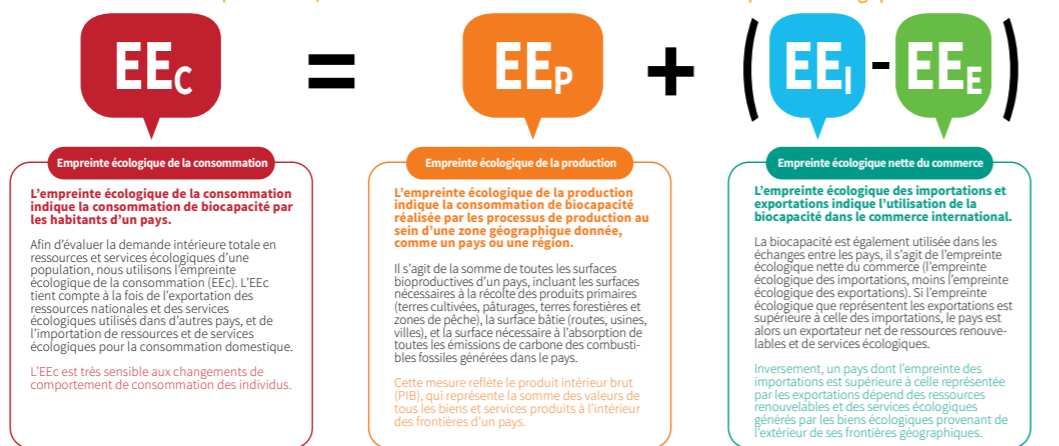 EEC = EEP + (EEI - EEE)
Empreinte écologique de la consommation
L'empreinte écologique de la consommation
indique la consommation de biocapacité par
les habitants d'un pays.
Afin d'évaluer la demande intérieure totale en
ressources et services écologiques d'une
population, nous utilisons l'empreinte
écologique de la consommation (EEc). L'EEc
tient compte à la fois de l'exportation des
ressources nationales et des services
écologiques utilisés dans d'autres pays, et de
l'importation de ressources et de services
écologiques pour la consommation domestique.
L'EEc est très sensible aux changements de
comportement de consommation des individus.
Empreinte écologique de la production
L'empreinte écologique de la production
indique la consommation de biocapacité
réalisée par les processus de production au
sein d'une zone géographique donnée,
comme un pays ou une région.
Il s'agit de la somme de toutes les surfaces
bioproductives d'un pays, incluant les surfaces
nécessaires à la récolte des produits primaires
(terres cultivées, pâturages, terres forestières et
zones de pêche), la surface bâtie (routes, usines,
villes), et la surface nécessaire à l'absorption de
toutes les émissions de carbone des combusti-
bles fossiles générées dans le pays.
Cette mesure reflète le produit intérieur brut
(PIB), qui représente la somme des valeurs de
tous les biens et services produits à l'intérieur
des frontières d'un pays.
Empreinte écologique nette du commerce
L'empreinte écologique des importations et
exportations indique l'utilisation de la
biocapacité dans le commerce international.
La biocapacité est également utilisée dans les
échanges entre les pays, il s'agit de l'empreinte
écologique nette du commerce (l'empreinte
écologique des importations, moins l'empreinte
écologique des exportations). Si l'empreinte
écologique que représentent les exportations est
supérieure à celle des importations, le pays est
alors un exportateur net de ressources renouve-
lables et de services écologiques.
Inversement, un pays dont l'empreinte des
importations est supérieure à celle représentée
par les exportations dépend des ressources
renouvelables et des services écologiques
générés par les biens écologiques provenant de
l'extérieur de ses frontières géographiques.